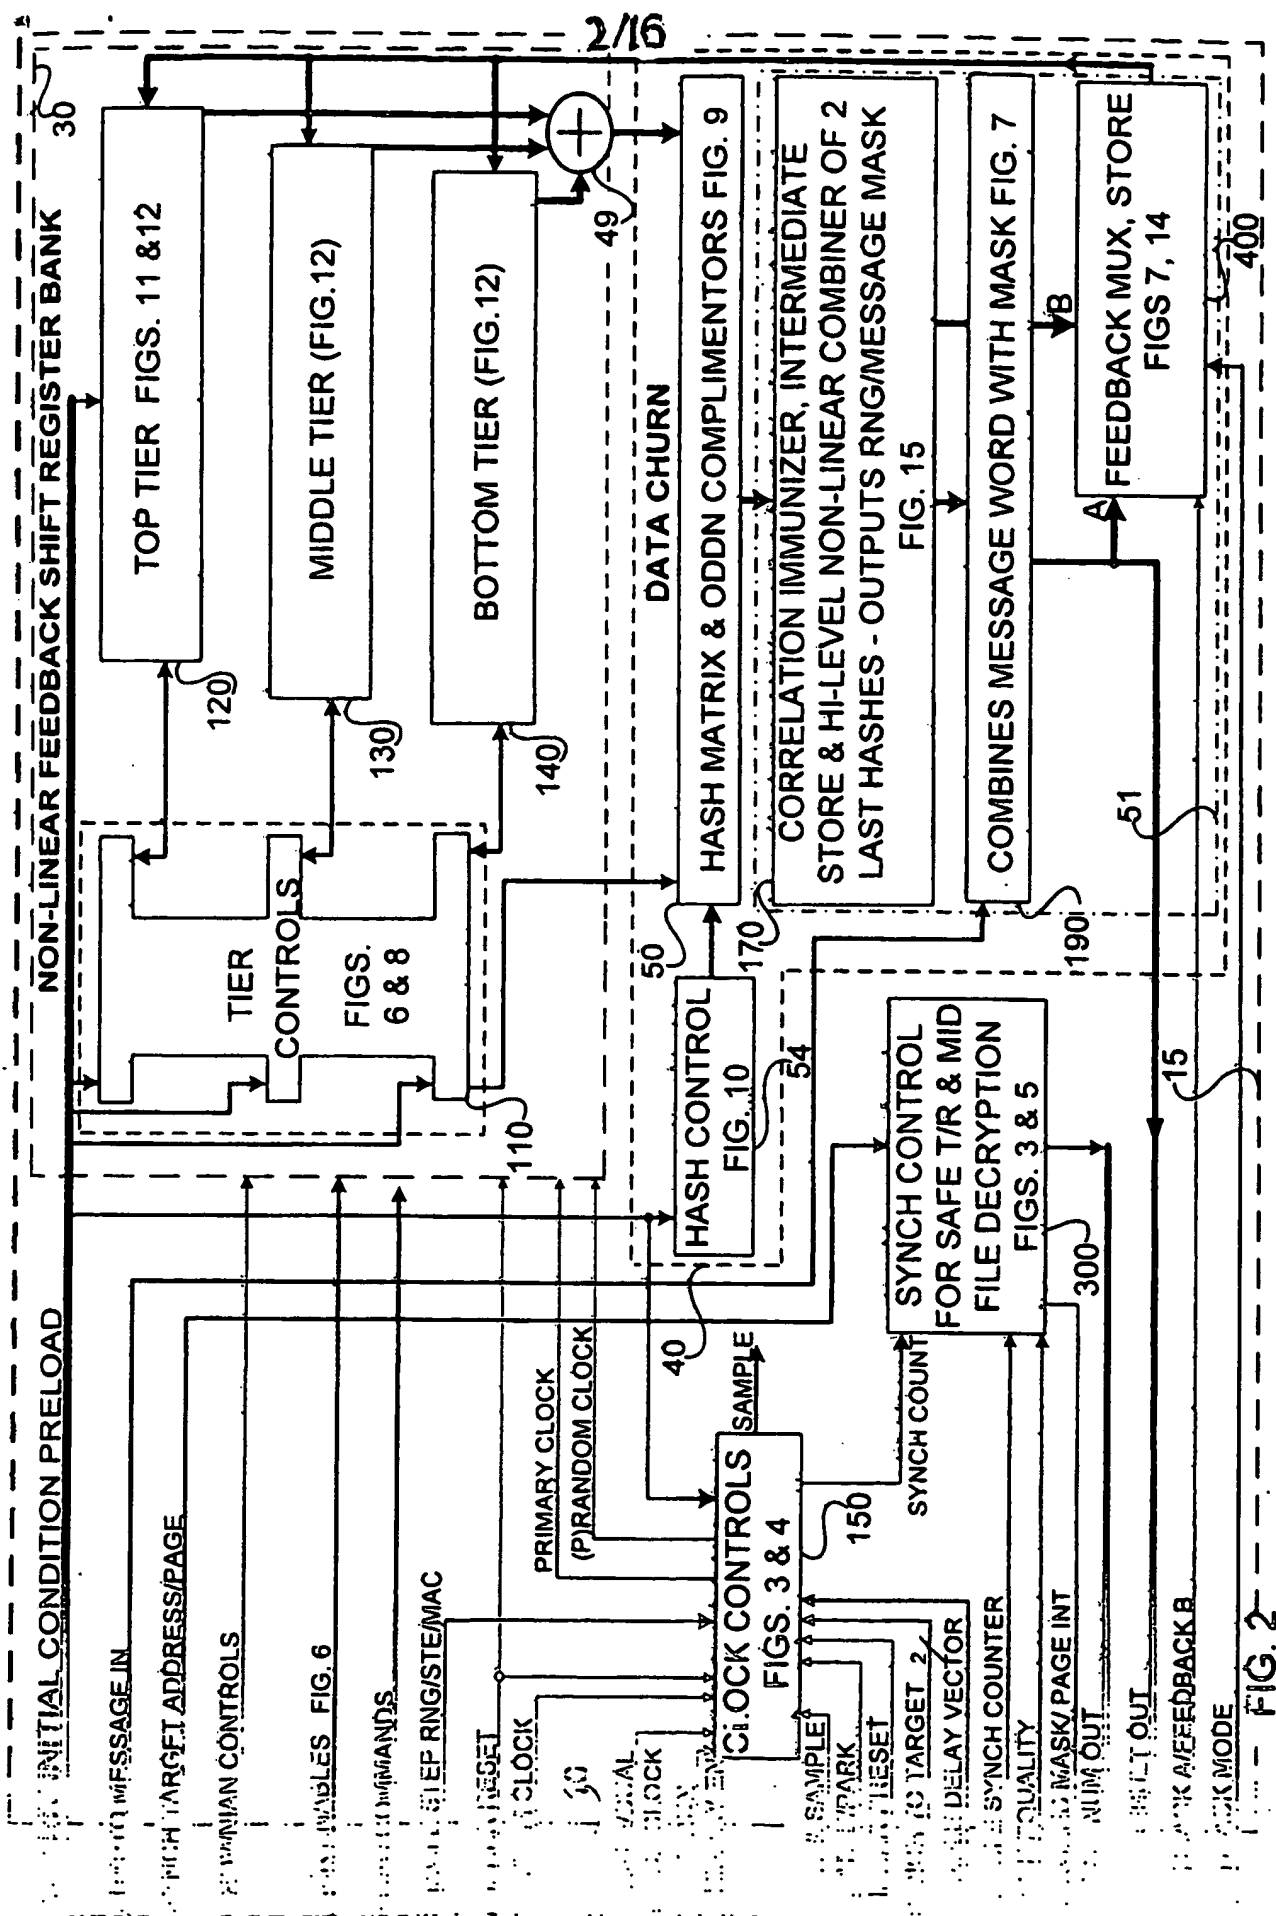 2/16
30
NON-LINEAR FEEDBACK SHIFT REGISTER BANK
TOP TIER FIGS. 11 & 12
120
MIDDLE TIER (FIG.12)
130
BOTTOM TIER (FIG.12)
140
49
TIER
CONTROLS
FIGS.
6 & 8
110
DATA CHURN
HASH MATRIX & ODDN COMPLIMENTORS FIG. 9
50
HASH CONTROL
FIG. 10
54
40
CORRELATION IMMUNIZER, INTERMEDIATE
STORE & HI-LEVEL NON-LINEAR COMBINER OF 2
LAST HASHES - OUTPUTS RNG/MESSAGE MASK
FIG. 15
170
COMBINES MESSAGE WORD WITH MASK FIG. 7
190
A
B
FEEDBACK MUX, STORE
FIGS 7, 14
400
51
15
SYNCH CONTROL
FOR SAFE T/R & MID
FILE DECRYPTION
FIGS. 3 & 5
300
SYNCH COUNT
CLOCK CONTROLS
FIGS. 3 & 4
150
SAMPLE
PRIMARY CLOCK
(P)RANDOM CLOCK
INITIAL CONDITION PRELOAD
MESSAGE IN
TARGET ADDRESS/PAGE
CONTROLS
FIG. 6
STEP RNG/STE/MAC
CLOCK
CLOCK
SAMPLE
TARGET 2
DELAY VECTOR
SYNCH COUNTER
EQUALITY
MASK/ PAGE INT
NUM OUT
OUT
A/FEEDBACK B
MODE
FIG. 2